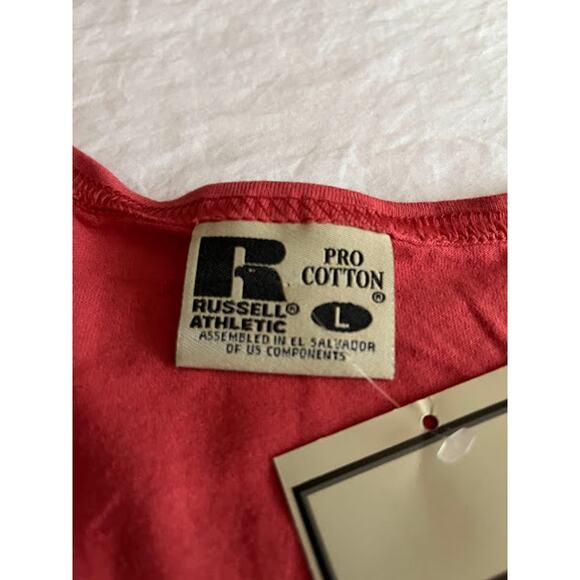 R
PRO
COTTON®
RUSSELL®
ATHLETIC
L
ASSEMBLED IN EL SALVADOR
OF US COMPONENTS